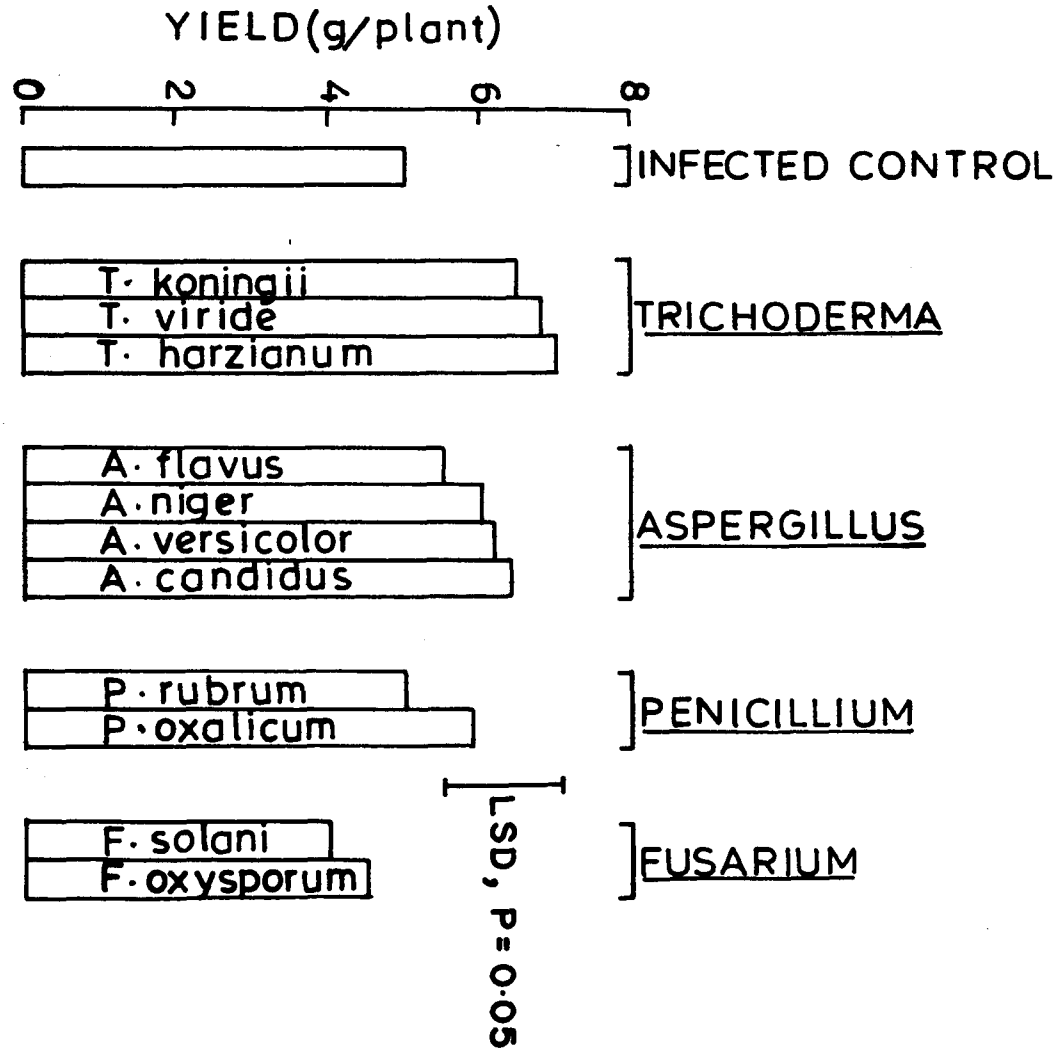 YIELD (g/plant)
0 2 4 6 8
INFECTED CONTROL
T. koningii
T. viride
T. harzianum
TRICHODERMA
A. flavus
A. niger
A. versicolor
A. candidus
ASPERGILLUS
P. rubrum
P. oxalicum
PENICILLIUM
LSD, P = 0.05
F. solani
F. oxysporum
FUSARIUM